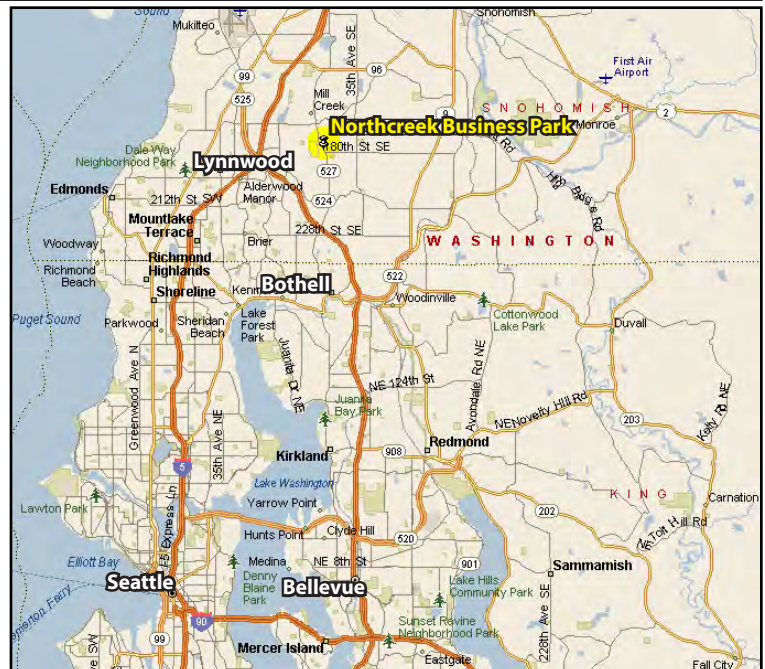 Sound
Mukilteo
Snohomish
99
96
35th Ave SE
First Air
Airport
525
Mill
Creek
9
SNOHOMISH
2
Monroe
Northcreek Business Park
180th St SE
Rd
Dale Way
Neighborhood Park
Lynnwood
527
Edmonds
212th St SW
Alderwood
Manor
524
Mountlake
Terrace
228th St SE
Woodway
Brier
WASHINGTON
Richmond
Beach
Richmond
Highlands
522
Bothell
Shoreline
Woodinville
Puget Sound
Parkwood
Sheridan
Beach
Lake
Forest
Park
Cottonwood
Lake Park
Duvall
Juanita Dr NE
NE 124th St
Avondale Rd NE
Greenwood Ave N
35th Ave NE
Juanita
Bay Park
NE Novelty Hill Rd
203
Kelly Rd NE
Kirkland
908
Redmond
5
Lake Washington
KING
Lawton Park
I-5 Express Ln
Yarrow Point
Carnation
Hunts Point
Clyde Hill
520
202
Elliott Bay
Medina
NE 8th St
901
Sammamish
Seattle
Denny
Blaine
Park
Bellevue
Lake Hills
Community Park
90
Sunset Ravine
Neighborhood Park
228th Ave SE
99
Mercer Island
Eastgate
Fall City